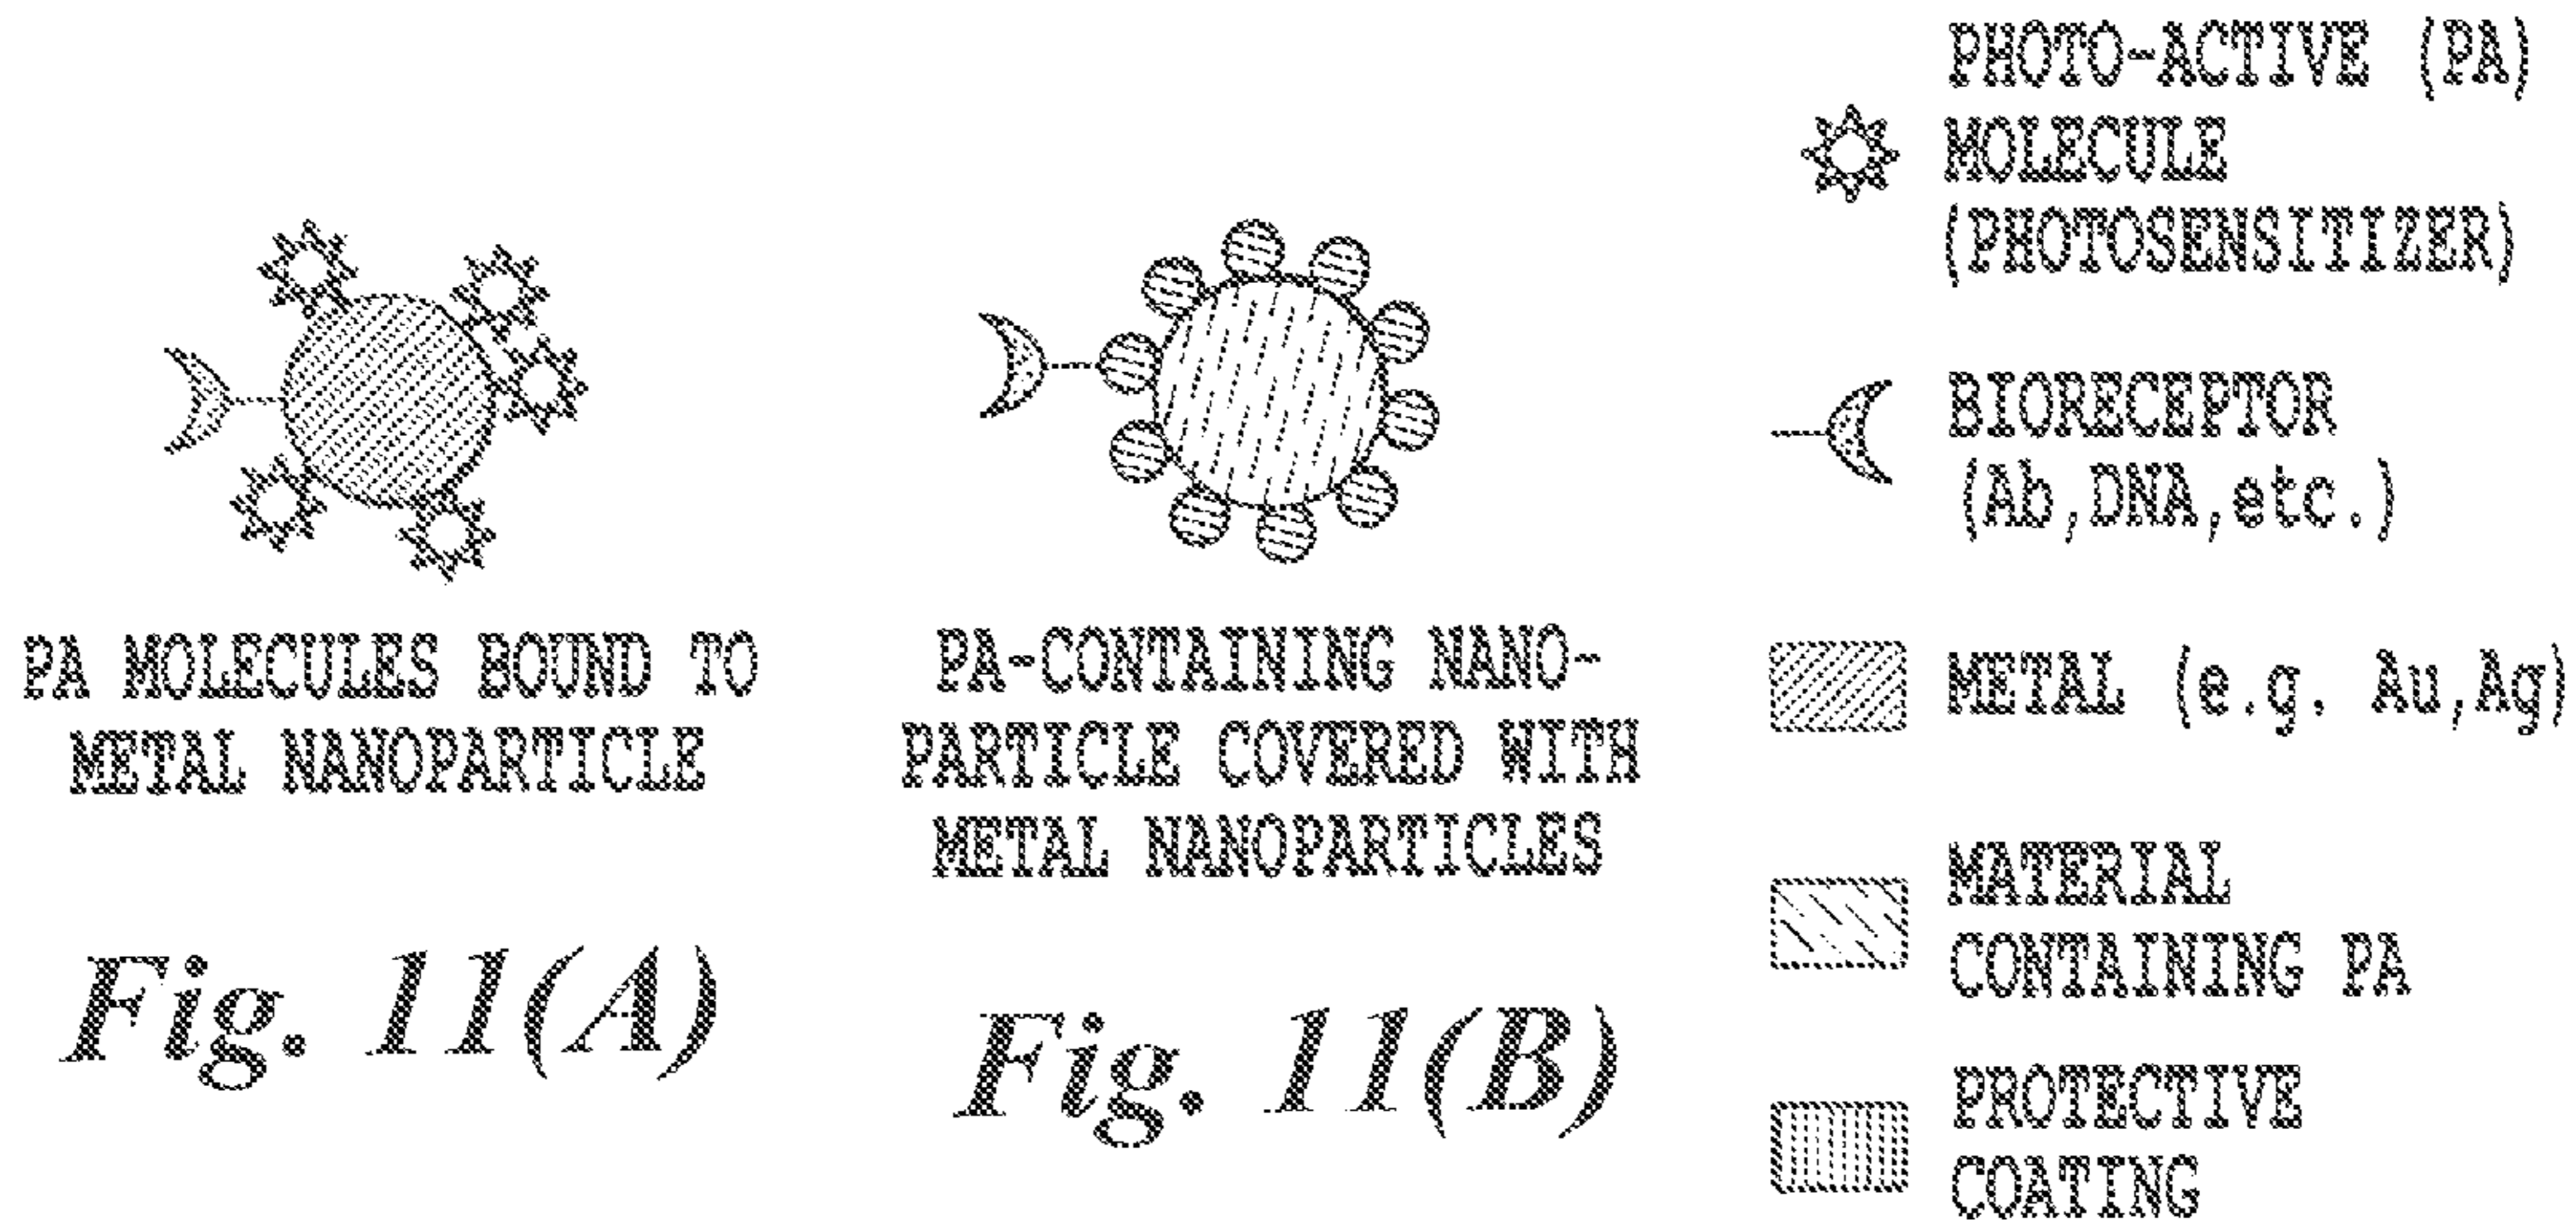 PA MOLECULES BOUND TO
METAL NANOPARTICLE
Fig. 11(A)
PA-CONTAINING NANO-
PARTICLE COVERED WITH
METAL NANOPARTICLES
Fig. 11(B)
PHOTO-ACTIVE (PA)
MOLECULE
(PHOTOSENSITIZER)
BIORECEPTOR
(Ab,DNA,etc.)
METAL (e.g. Au,Ag)
MATERIAL
CONTAINING PA
PROTECTIVE
COATING